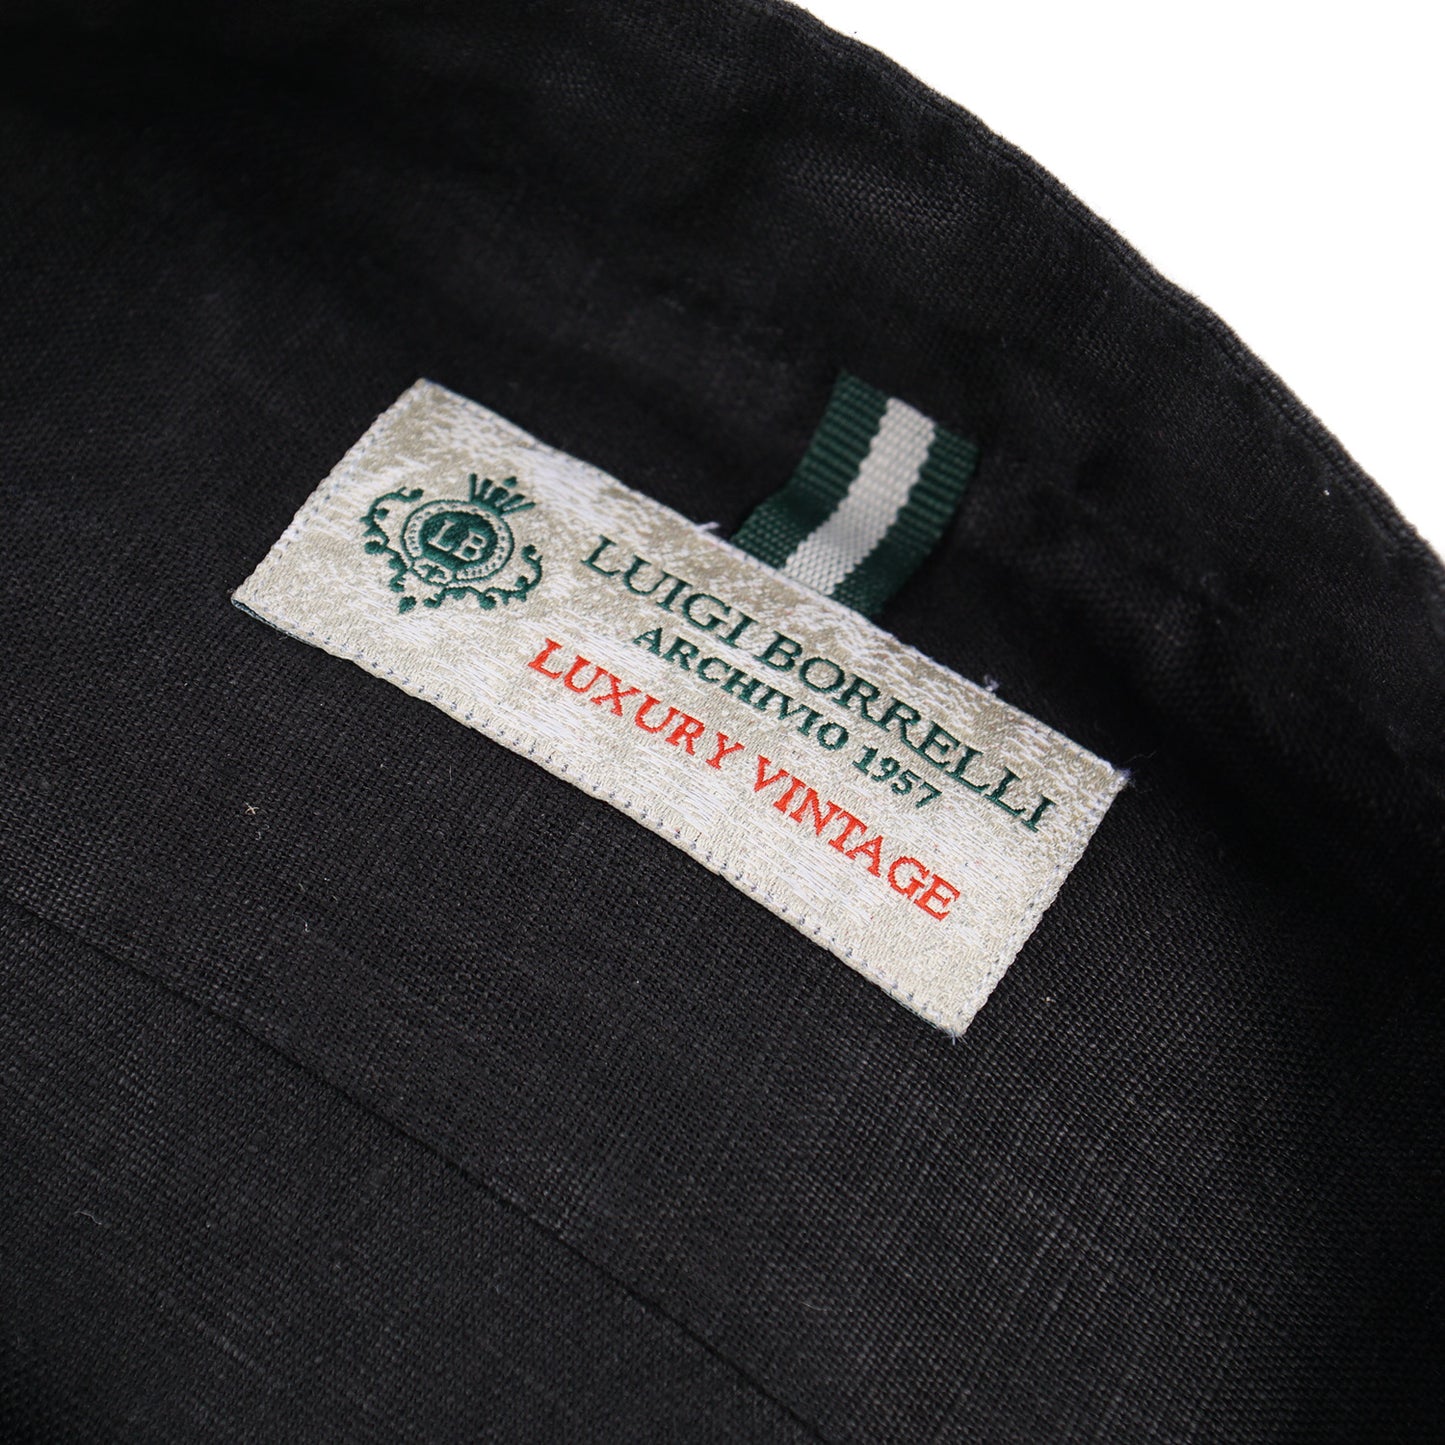 LB
LUIGI BORRELLI
ARCHIVIO 1957
LUXURY VINTAGE